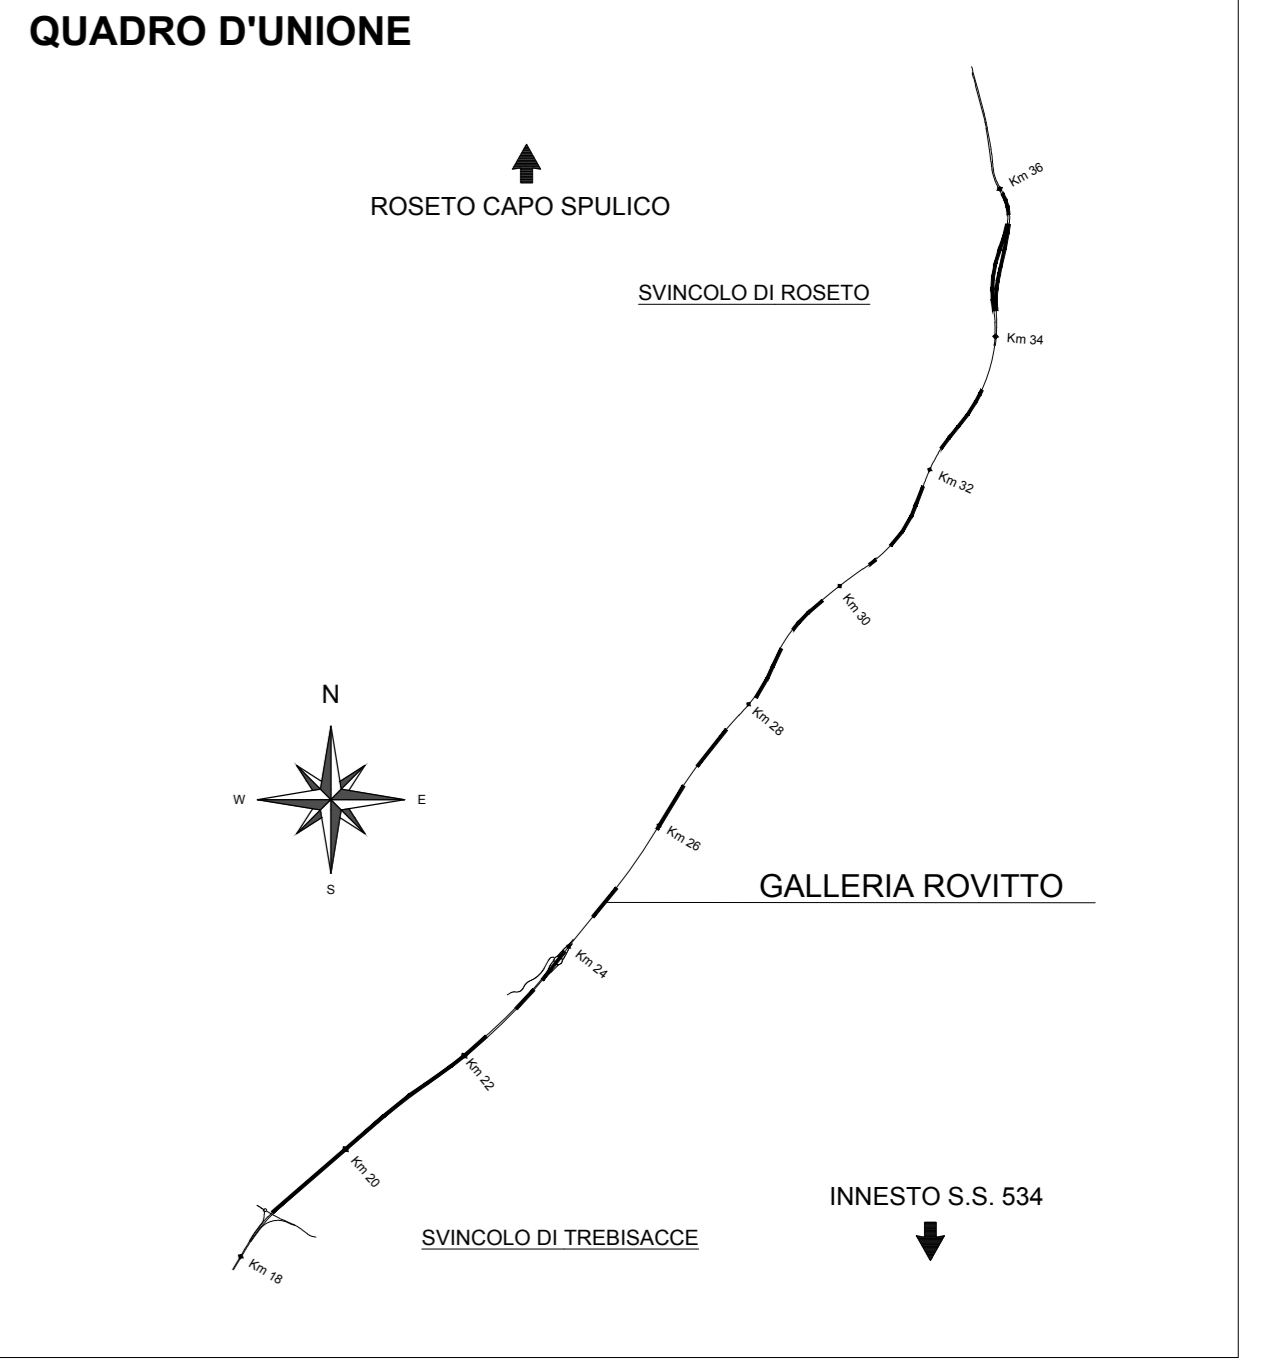 QUADRO D'UNIONE
Km 36
ROSETO CAPO SPULICO
SVINCOLO DI ROSETO
Km 34
Km 32
Km 30
N
Km 28
W
E
Km 26
GALLERIA ROVITTO
S
Km 24
Km 22
Km 20
INNESTO S.S. 534
SVINCOLO DI TREBISACCE
Km 18